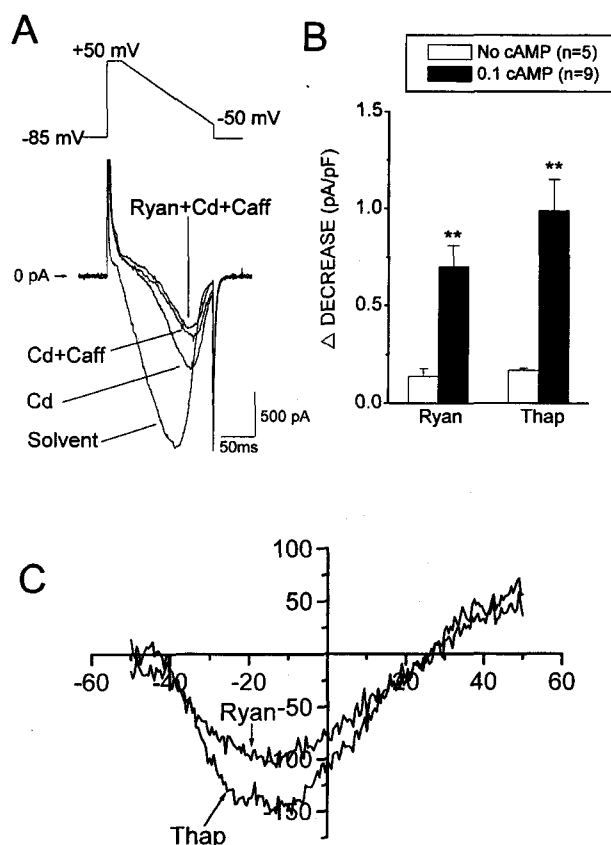 A
+50 mV
-50 mV
-85 mV
Ryan+Cd+Caff
0 pA →
Cd+Caff
Cd
Solvent
500 pA
50ms
B
No cAMP (n=5)
0.1 cAMP (n=9)
1.5
1.0
0.5
0.0
△ DECREASE (pA/pF)
**
**
Ryan
Thap
C
100
50
-60
-40
-20
0
20
40
60
-50
-100
-150
Ryan
Thap